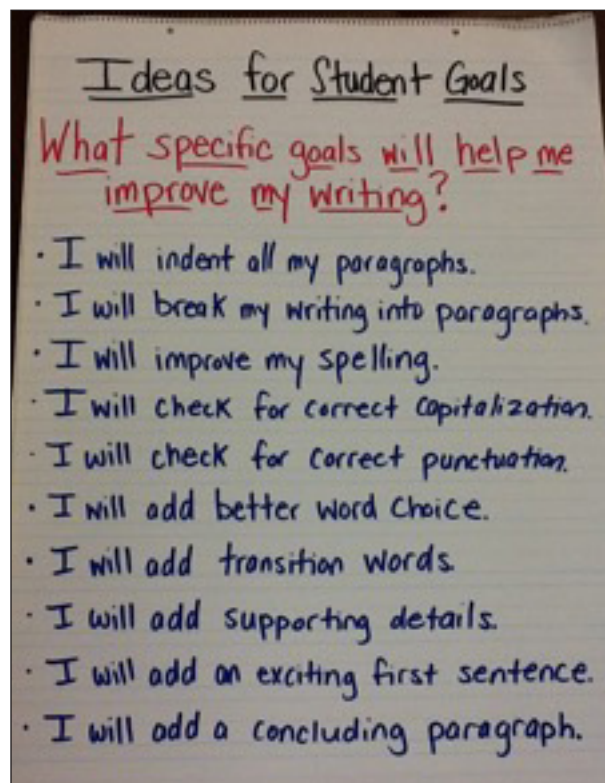 Ideas for Student Goals
What specific goals will help me
improve my writing?
· I will indent all my paragraphs.
· I will break my writing into paragraphs.
· I will improve my spelling.
· I will check for correct capitalization.
· I will check for correct punctuation.
· I will add better word choice.
· I will add transition words.
· I will add supporting details.
· I will add an exciting first sentence.
· I will add a concluding paragraph.